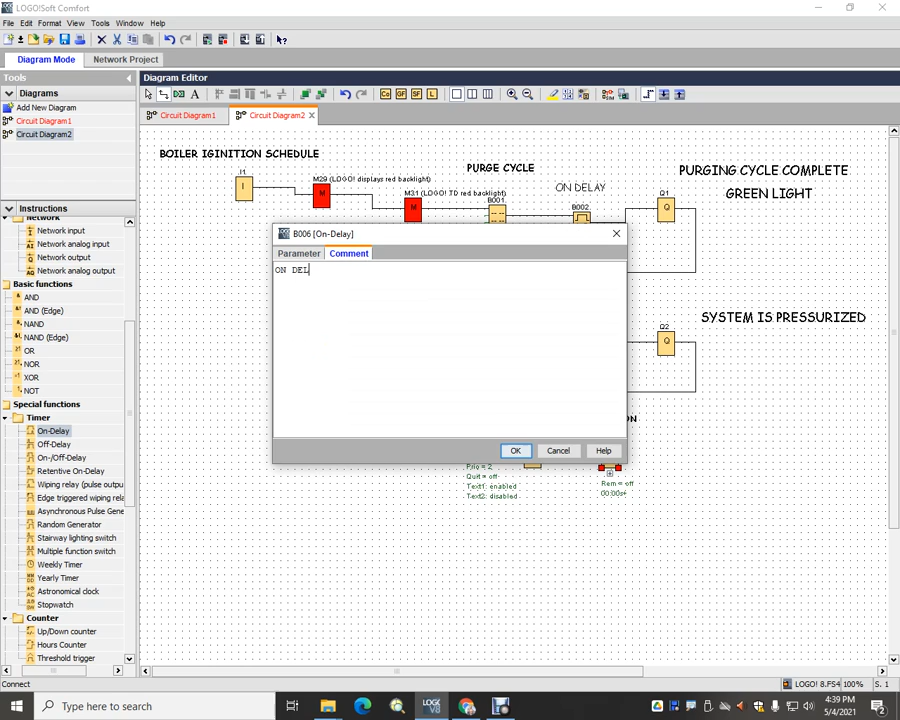 LOGO!Soft Comfort
File Edit Format View Tools Window Help
Diagram Mode Network Project
Tools
Diagram Editor
Diagrams
Add New Diagram
Circuit Diagram1
Circuit Diagram2
Circuit Diagram1
Circuit Diagram2
Co GF SF L
BOILER IGINITION SCHEDULE
PURGE CYCLE
PURGING CYCLE COMPLETE
GREEN LIGHT
ON DELAY
I1
I
M29 (LOGO! displays red backlight)
M
M31 (LOGO! TD red backlight)
M
B001
B002
Q1
Q
SYSTEM IS PRESSURIZED
Q2
Q
ON
B006 [On-Delay]
Parameter Comment
ON DEL
OK Cancel Help
Prio = 2
Quit = off
Text1: enabled
Text2: disabled
Rem = off
00:00s+
Instructions
Network
Network input
Network analog input
Network output
Network analog output
Basic functions
AND
AND (Edge)
NAND
NAND (Edge)
OR
NOR
XOR
NOT
Special functions
Timer
On-Delay
Off-Delay
On-/Off-Delay
Retentive On-Delay
Wiping relay (pulse outpu
Edge triggered wiping rela
Asynchronous Pulse Gene
Random Generator
Stairway lighting switch
Multiple function switch
Weekly Timer
Yearly Timer
Astronomical clock
Stopwatch
Counter
Up/Down counter
Hours Counter
Threshold trigger
Connect
LOGO! 8.FS4 100% S. 1
Type here to search
4:39 PM
5/4/2021
2